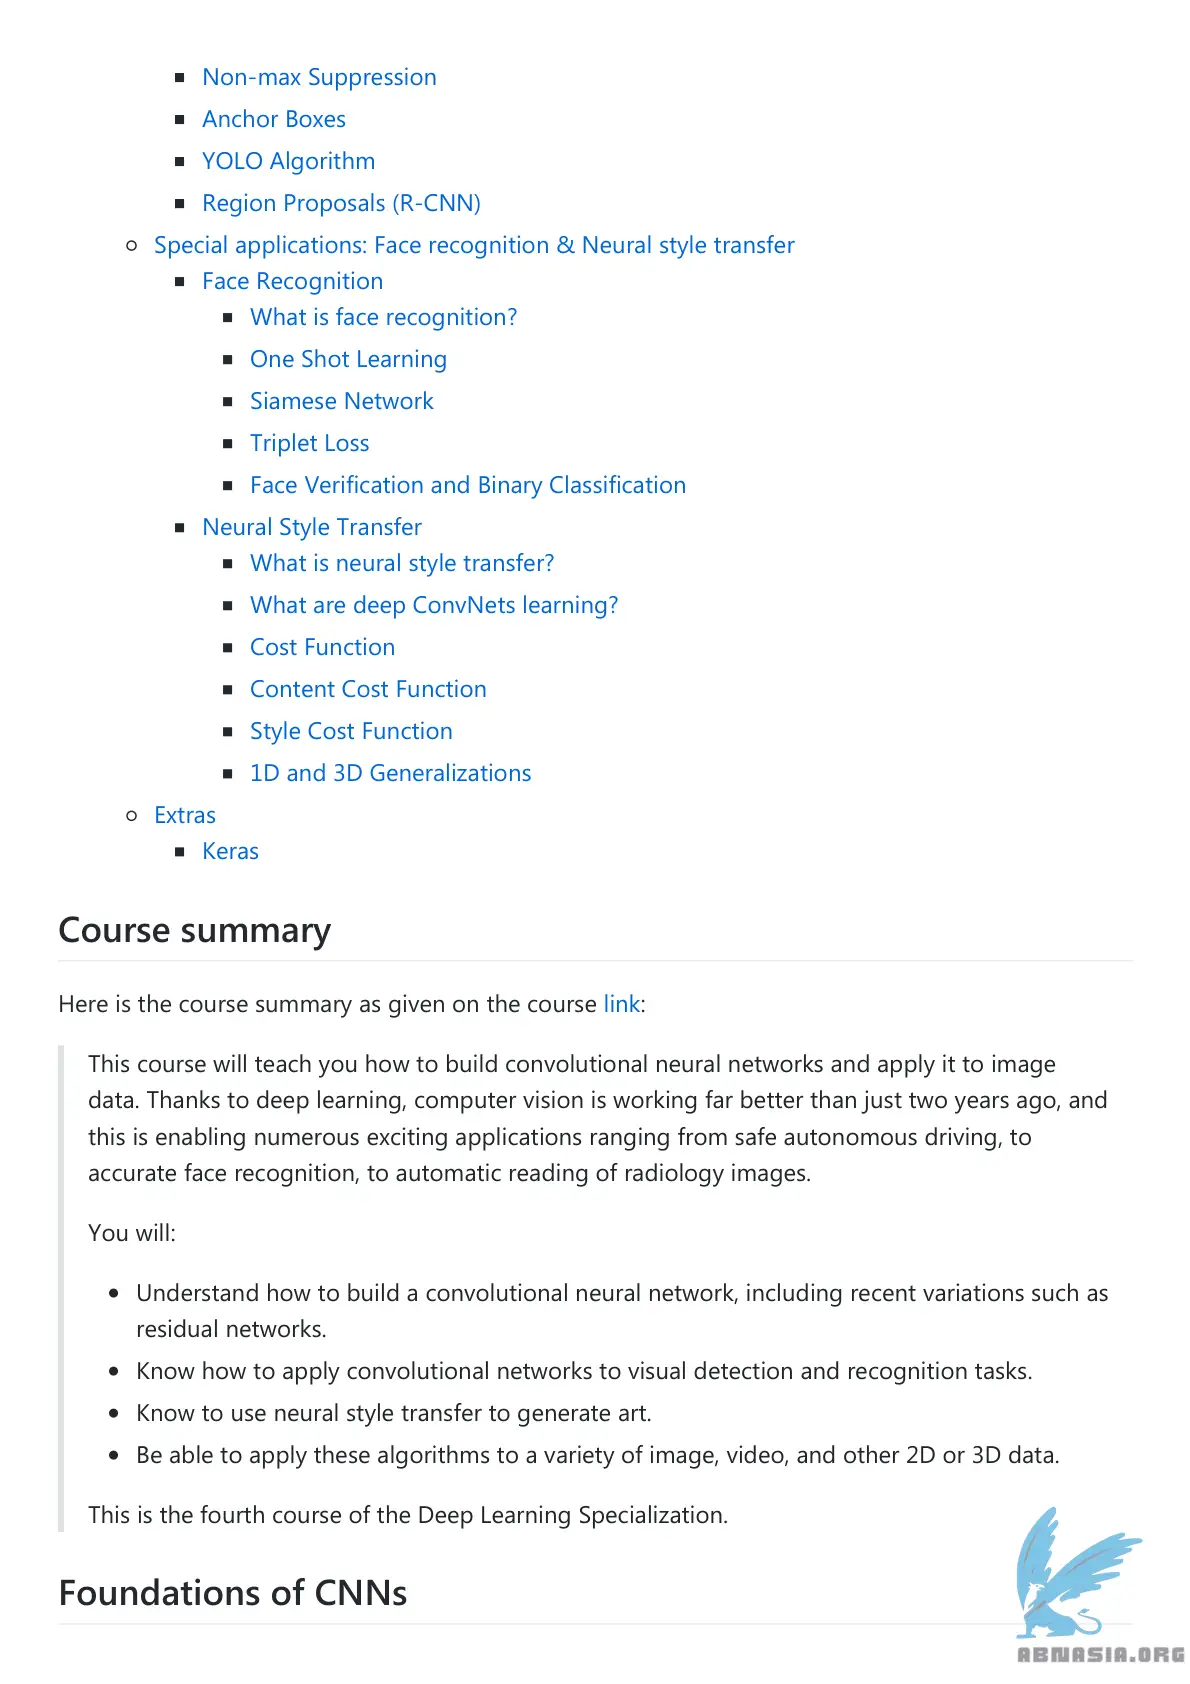 Non-max Suppression
Anchor Boxes
YOLO Algorithm
Region Proposals (R-CNN)
Special applications: Face recognition & Neural style transfer
Face Recognition
What is face recognition?
One Shot Learning
Siamese Network
Triplet Loss
Face Verification and Binary Classification
Neural Style Transfer
What is neural style transfer?
What are deep ConvNets learning?
Cost Function
Content Cost Function
Style Cost Function
1D and 3D Generalizations
Extras
Keras
Course summary
Here is the course summary as given on the course link:
This course will teach you how to build convolutional neural networks and apply it to image
data. Thanks to deep learning, computer vision is working far better than just two years ago, and
this is enabling numerous exciting applications ranging from safe autonomous driving, to
accurate face recognition, to automatic reading of radiology images.
You will:
Understand how to build a convolutional neural network, including recent variations such as
residual networks.
Know how to apply convolutional networks to visual detection and recognition tasks.
Know to use neural style transfer to generate art.
Be able to apply these algorithms to a variety of image, video, and other 2D or 3D data.
This is the fourth course of the Deep Learning Specialization.
Foundations of CNNs
ABNASIA.ORG